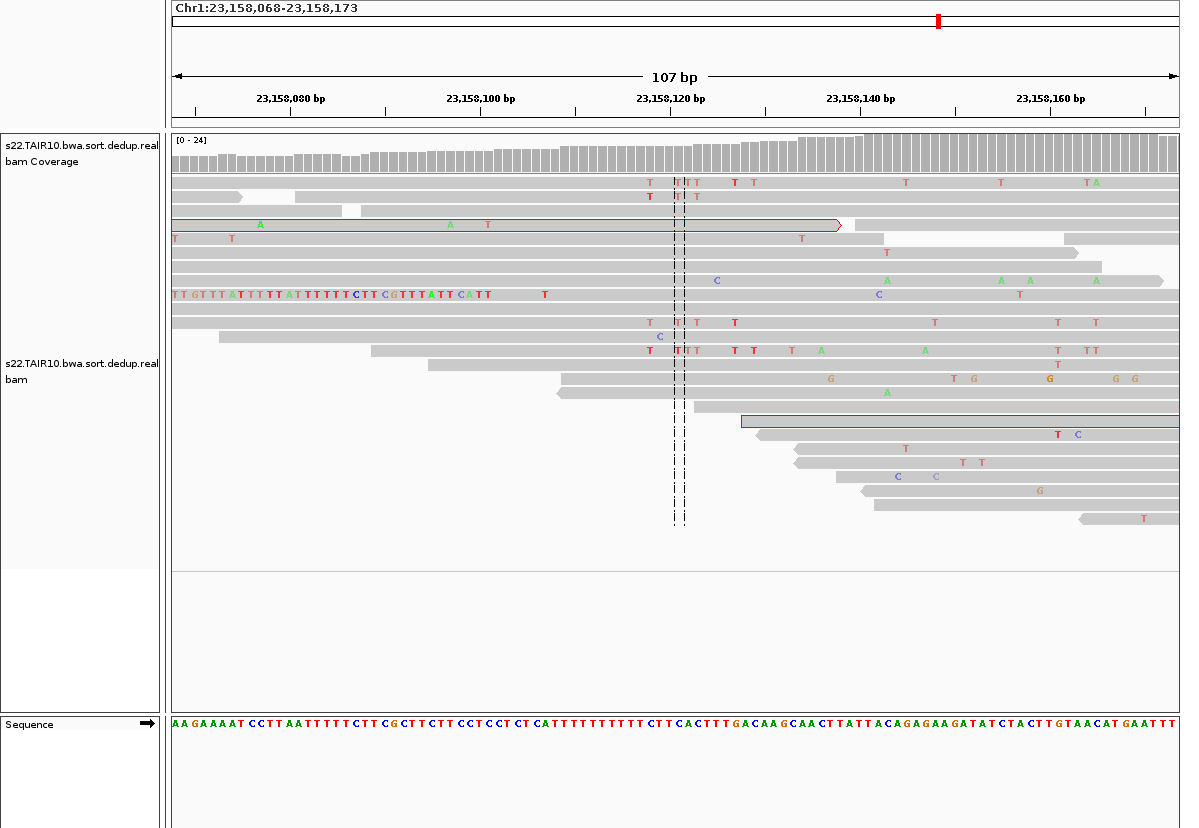 Chr1:23,158,068-23,158,173
107 bp
23,158,080 bp 23,158,100 bp 23,158,120 bp 23,158,140 bp 23,158,160 bp
s22.TAIR10.bwa.sort.dedup.real
bam Coverage
[0 - 24]
T T T T T T T T T A
T T T
A A T
T T T
T
C A A A A
TTGTTTATTTTTATTTTTTCTTCGTTTATTCATT T C T
T T T T T T T
C
T T T T T T T A A T T T
s22.TAIR10.bwa.sort.dedup.real
bam
T
G T G G G G
A
T C
T
T T
C C
G
T
Sequence
AAGAAAATCCTTAATTTTTCTTCGCTTCTTCCTCCTCTCATTTTTTTTTTCTTCACTTTGACAAGCAACTTATTACAGAGAAGATATCTACTTGTAACATGAATTT